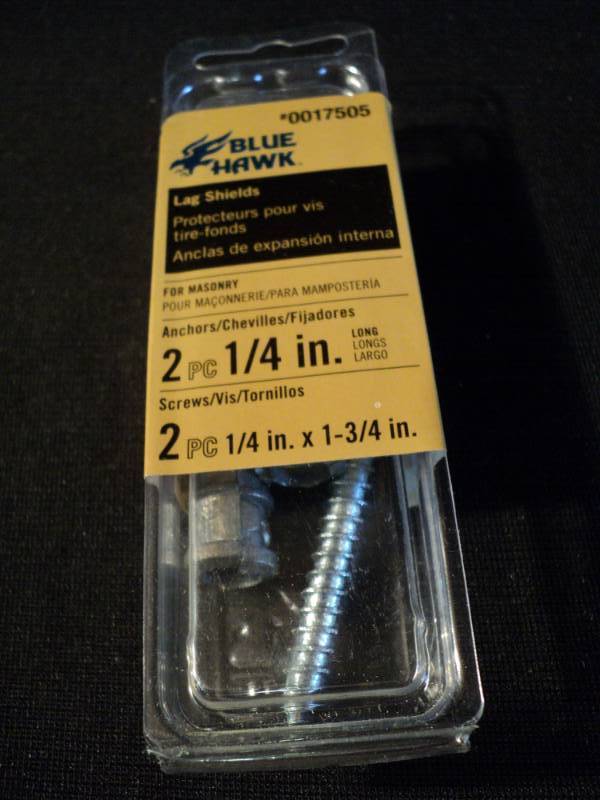 #0017505
BLUE
HAWK™
Lag Shields
Protecteurs pour vis
tire-fonds
Anclas de expansión interna
FOR MASONRY
POUR MAÇONNERIE/PARA MAMPOSTERÍA
Anchors/Chevilles/Fijadores
2 PC 1/4 in. LONG
LONGS
LARGO
Screws/Vis/Tornillos
2 PC 1/4 in. x 1-3/4 in.